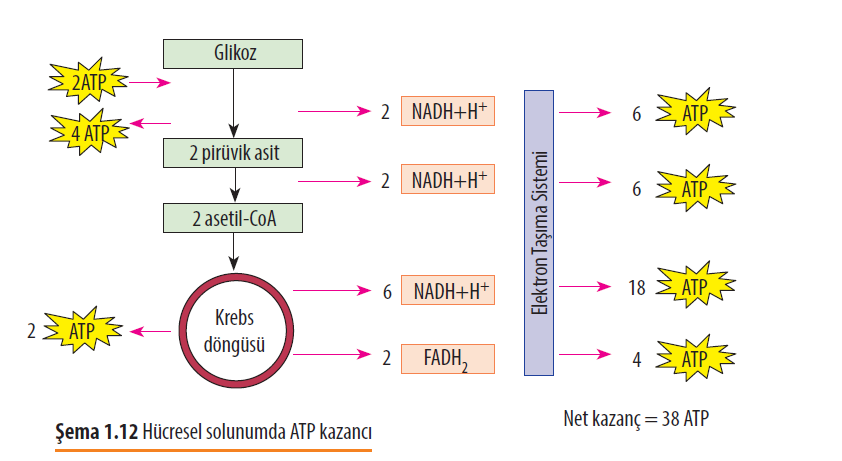 Glikoz
2ATP
4 ATP
2 NADH+H⁺
6 ATP
2 pirüvik asit
2 NADH+H⁺
6 ATP
2 asetil-CoA
Elektron Taşıma Sistemi
6 NADH+H⁺
18 ATP
Krebs
döngüsü
2 ATP
2 FADH₂
4 ATP
Net kazanç = 38 ATP
Şema 1.12 Hücresel solunumda ATP kazancı